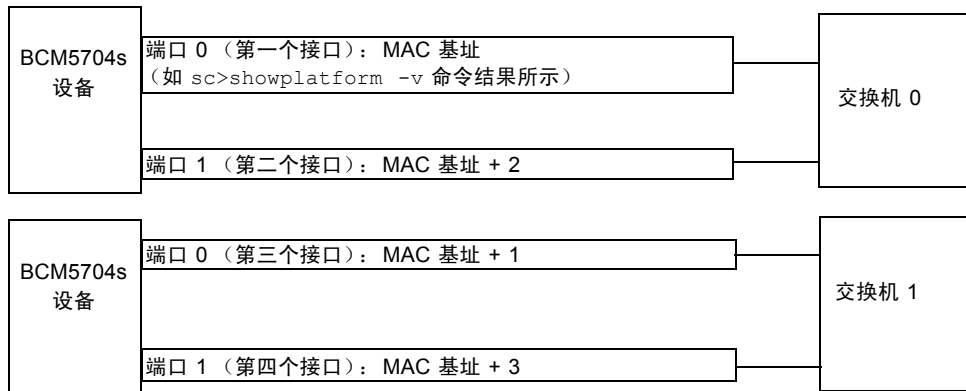 BCM5704s
设备
端口 0 （第一个接口）： MAC 基址
（如 sc>showplatform -v 命令结果所示）
端口 1 （第二个接口）： MAC 基址 + 2
交换机 0
BCM5704s
设备
端口 0 （第三个接口）： MAC 基址 + 1
端口 1 （第四个接口）： MAC 基址 + 3
交换机 1